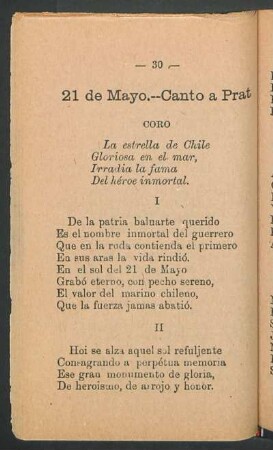 — 30 —
21 de Mayo.--Canto a Prat
CORO
La estrella de Chile
Gloriosa en el mar,
Irradia la fama
Del héroe inmortal.
I
De la patria baluarte querido
Es el nombre inmortal del guerrero
Que en la ruda contienda el primero
En sus aras la vida rindió.
En el sol del 21 de Mayo
Grabó eterno, con pecho sereno,
El valor del marino chileno,
Que la fuerza jamas abatió.
II
Hoi se alza aquel sol refuljente
Consagrando a perpétua memoria
Ese gran monumento de gloria,
De heroismo, de arrojo y honor.